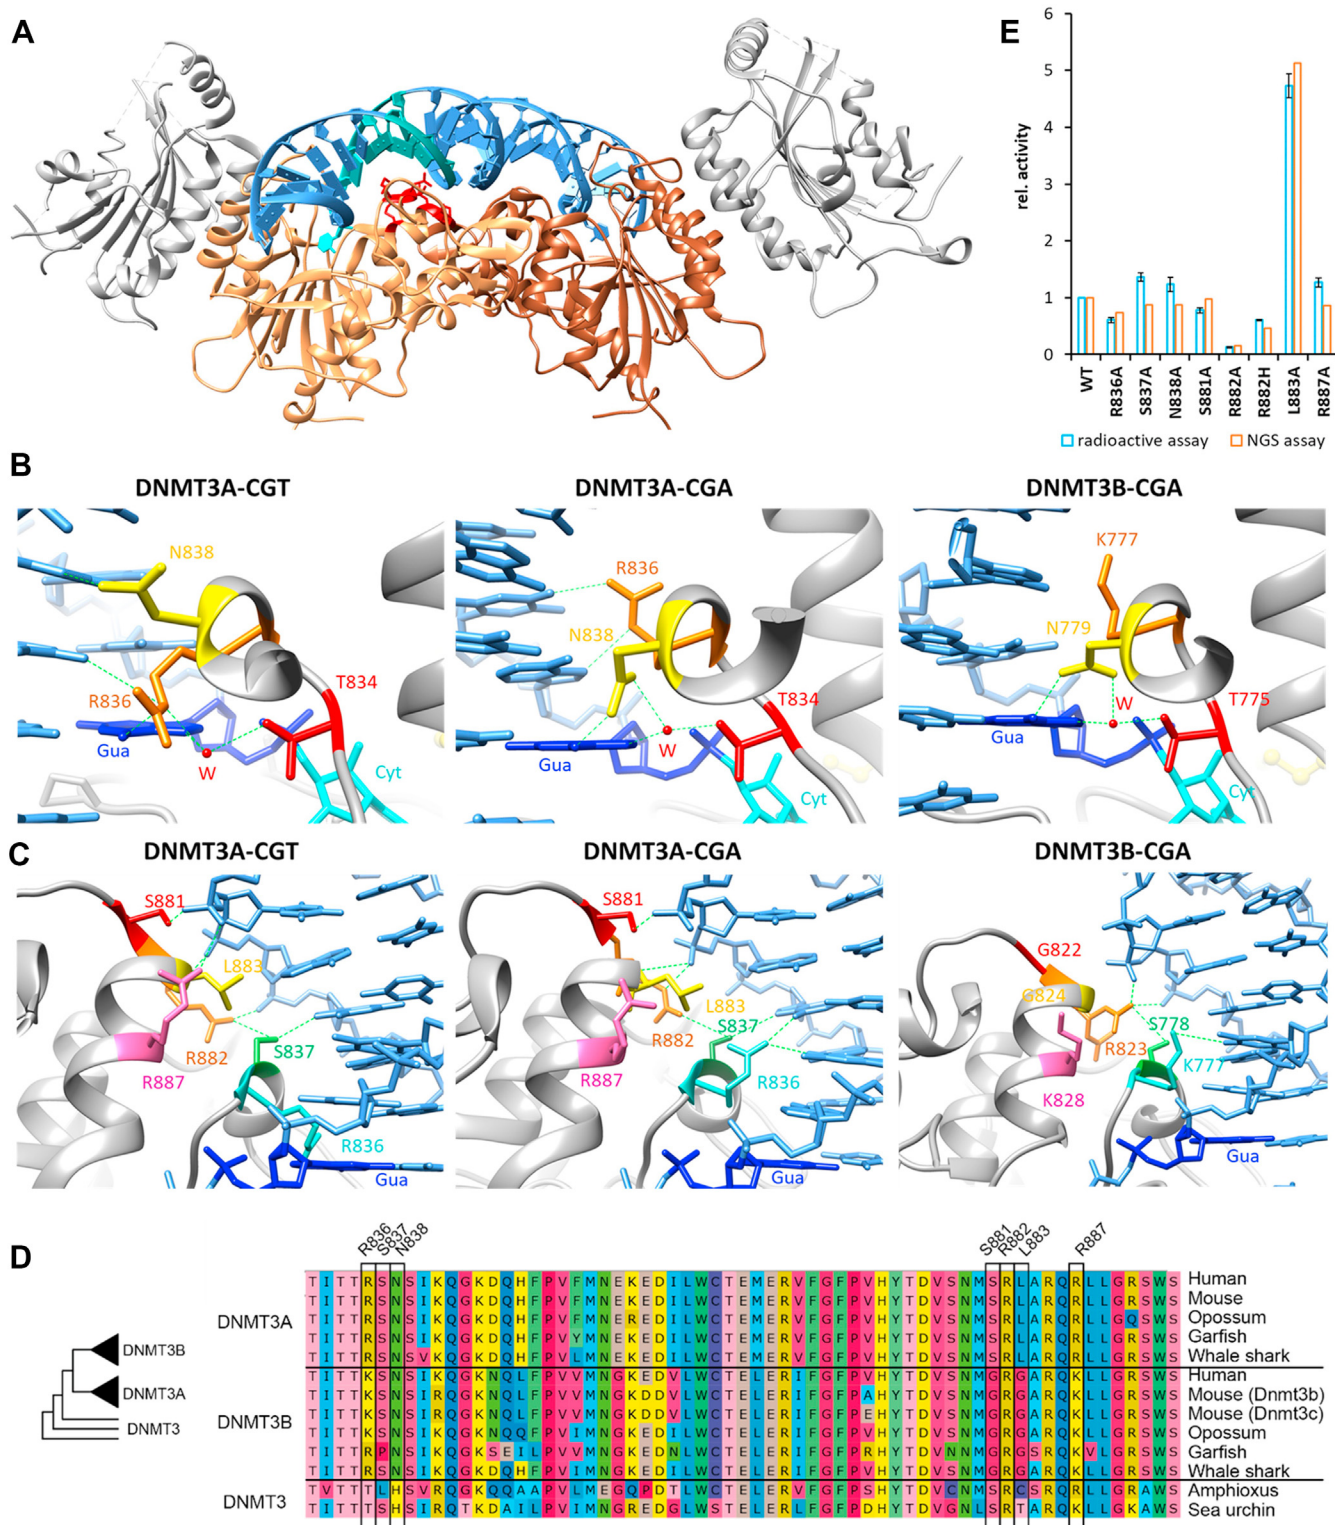 A
E
6
5
4
3
2
1
0
rel. activity
WT
R836A
S837A
N838A
S881A
R882A
R882H
L883A
R887A
radioactive assay NGS assay
B
DNMT3A-CGT DNMT3A-CGA DNMT3B-CGA
N838
R836
T834
Gua
W
Cyt
R836
N838
T834
W
Gua
Cyt
K777
N779
T775
W
Gua
Cyt
C
DNMT3A-CGT DNMT3A-CGA DNMT3B-CGA
S881
L883
R882
S837
R887
R836
Gua
S881
L883
S837
R882
R887
R836
Gua
G822
G824
S778
R823
K777
K828
Gua
D
R836
S837
N838
S881
R882
L883
R887
DNMT3B
DNMT3A
DNMT3
DNMT3A
T I T T R S N S I K Q G K D Q H F P V F M N E K E D I L W C T E M E R V F G F P V H Y T D V S N M S R L A R Q R L L G R S W S Human
T I T T R S N S I K Q G K D Q H F P V F M N E K E D I L W C T E M E R V F G F P V H Y T D V S N M S R L A R Q R L L G R S W S Mouse
T I T T R S N S I K Q G K D Q H F P V F M N E R E D I L W C T E M E R V F G F P V H Y T D V S N M S R L A R Q R L L G Q S W S Opossum
T I T T R S N S I K Q G K D Q H F P V Y M N E K E D I L W C T E M E R V F G F P V H Y T D V S N M S R L A R Q R L L G R S W S Garfish
T I T T R S N S V K Q G K D Q H F P V L M N E K E D I L W C T E M E R V F G F P V H Y T D V S N M S R L A R Q R L L G R S W S Whale shark
DNMT3B
T I T T K S N S I K Q G K N Q L F P V V M N G K E D V L W C T E L E R I F G F P V H Y T D V S N M G R G A R Q K L L G R S W S Human
T I T T K S N S I R Q G K N Q L F P V V M N G K D D V L W C T E L E R I F G F P A H Y T D V S N M G R G A R Q K L L G R S W S Mouse (Dnmt3b)
T I T T K S N S I R Q G K N Q L F P V V M N G K D D V L W C T E L E R I F G F P E H Y T D V S N M G R G A R Q K L L G R S W S Mouse (Dnmt3c)
T I T T K S N S I K Q G K N Q Q F P V I M N G K E D V L W C T E L E R I F G F P V H Y T D V S N M G R G A R Q K L L G R S W S Opossum
T I T T R P N S I K Q G K S E I L P V V M N G K E D N L W C T E L E R I F G F P R H Y T D V N N M G R G S R Q K V L G R S W S Garfish
T I T T R S N S I K Q G K D Q H F P V I M N G K E D I L W C T E L E R I F G F P V H Y T D V S N M G R G A R Q K L L G R S W S Whale shark
DNMT3
T V T T T L H S V R Q G K Q Q A A P V L M E G Q P D T L W C T E L E R I F G F P S H Y T D V C N M S R C S R Q K L L G R A W S Amphioxus
T I T T T S H S I R Q T K D A I L P V I M N G R E D G L W S T E L E R L F G F P M H Y T D V S N L S R T A R Q K L L G K A W S Sea urchin